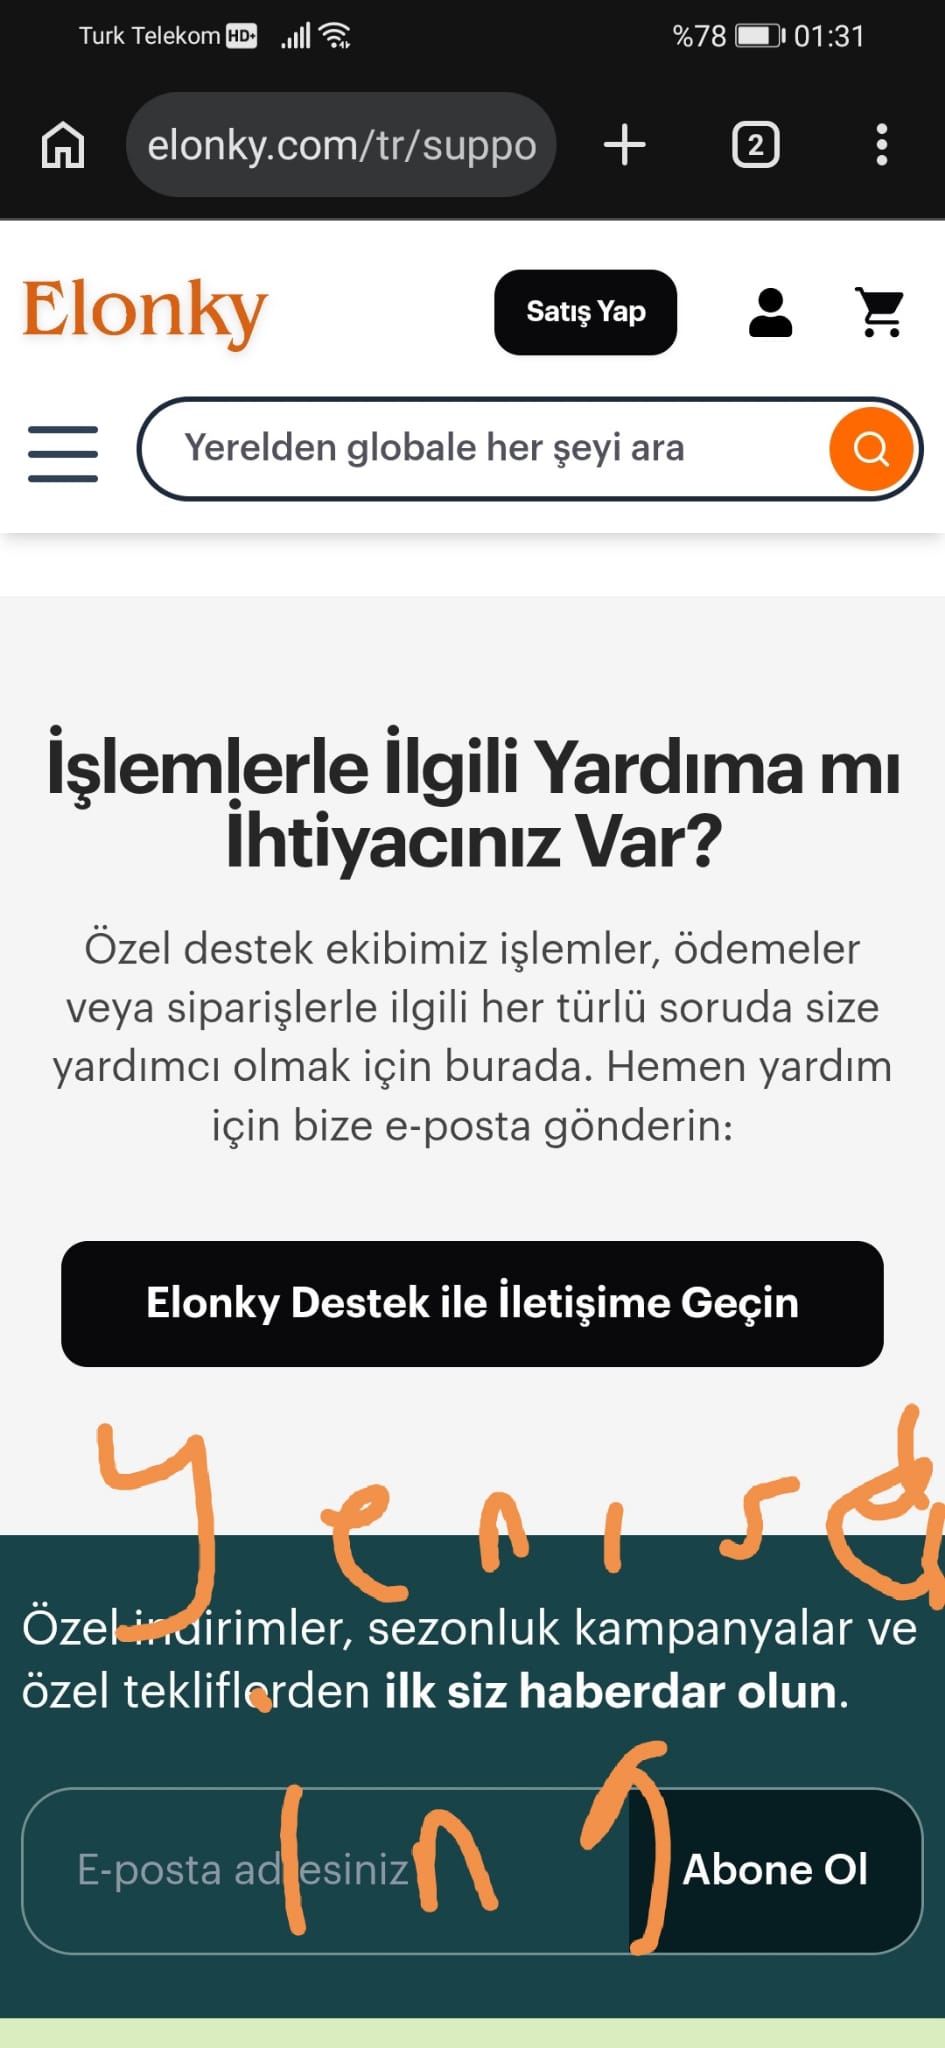 Turk Telekom HD+ %78 01:31
elonky.com/tr/suppo + 2
Elonky Satış Yap
Yerelden globale her şeyi ara
İşlemlerle İlgili Yardıma mı
İhtiyacınız Var?
Özel destek ekibimiz işlemler, ödemeler
veya siparişlerle ilgili her türlü soruda size
yardımcı olmak için burada. Hemen yardım
için bize e-posta gönderin:
Elonky Destek ile İletişime Geçin
Özel indirimler, sezonluk kampanyalar ve
özel tekliflerden ilk siz haberdar olun.
E-posta adresiniz Abone Ol